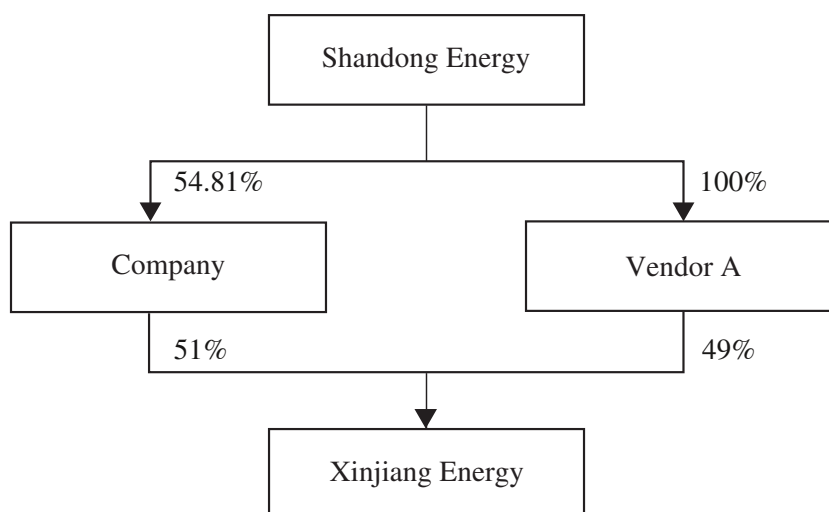 Shandong Energy
54.81%
100%
Company
Vendor A
51%
49%
Xinjiang Energy